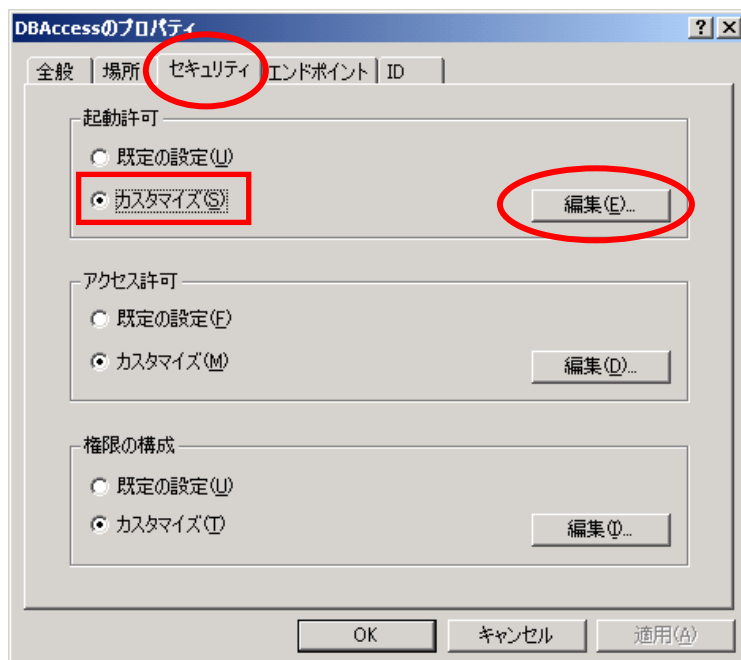 DBAccessのプロパティ
全般 場所 セキュリティ エンドポイント ID
起動許可
既定の設定(U)
カスタマイズ(S) 編集(E)...
アクセス許可
既定の設定(F)
カスタマイズ(M) 編集(D)...
権限の構成
既定の設定(U)
カスタマイズ(T) 編集(I)...
OK キャンセル 適用(A)